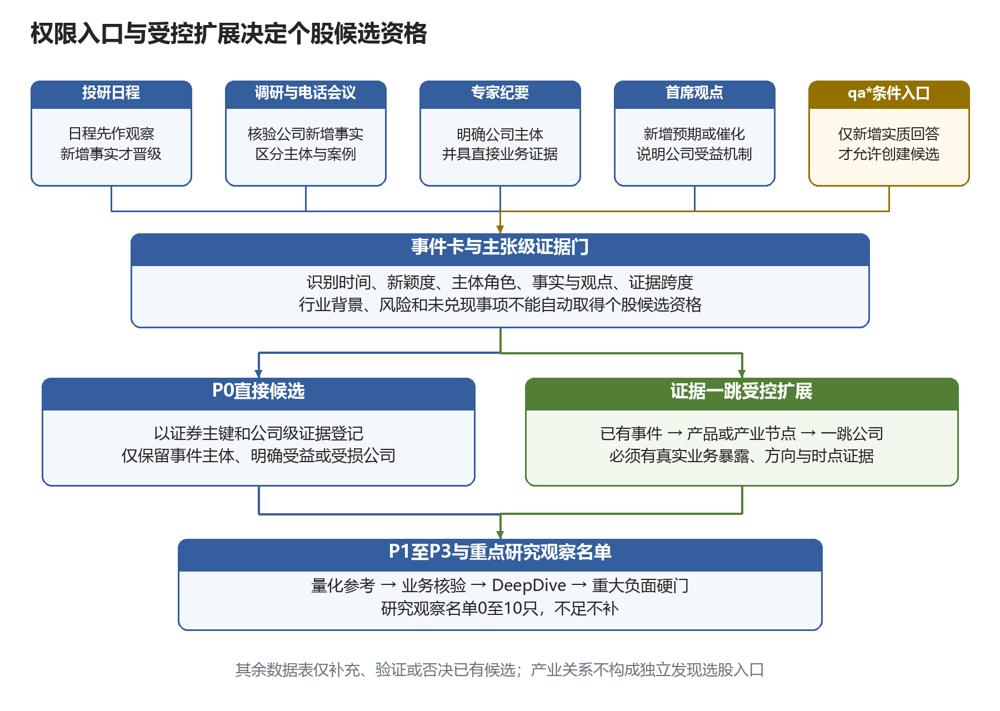 权限入口与受控扩展决定个股候选资格
投研日程
日程先作观察
新增事实才晋级
调研与电话会议
核验公司新增事实
区分主体与案例
专家纪要
明确公司主体
并具直接业务证据
首席观点
新增预期或催化
说明公司受益机制
qa*条件入口
仅新增实质回答
才允许创建候选
事件卡与主张级证据门
识别时间、新颖度、主体角色、事实与观点、证据跨度
行业背景、风险和未兑现事项不能自动取得个股候选资格
P0直接候选
以证券主键和公司级证据登记
仅保留事件主体、明确受益或受损公司
证据一跳受控扩展
已有事件 → 产品或产业节点 → 一跳公司
必须有真实业务暴露、方向与时点证据
P1至P3与重点研究观察名单
量化参考 → 业务核验 → DeepDive → 重大负面硬门
研究观察名单0至10只，不足不补
其余数据表仅补充、验证或否决已有候选；产业关系不构成独立发现选股入口